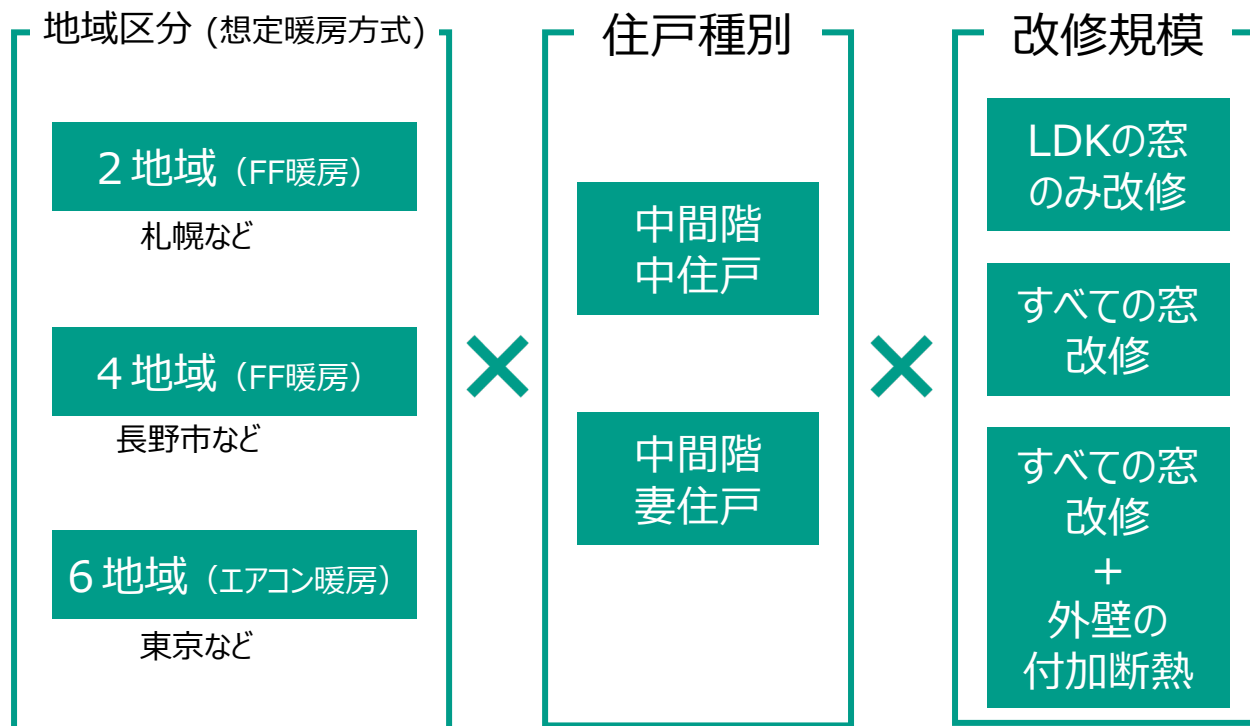 地域区分 (想定暖房方式)
２地域（FF暖房）
札幌など
４地域（FF暖房）
長野市など
６地域（エアコン暖房）
東京など
×
住戸種別
中間階
中住戸
中間階
妻住戸
×
改修規模
LDKの窓
のみ改修
すべての窓
改修
すべての窓
改修
+
外壁の
付加断熱